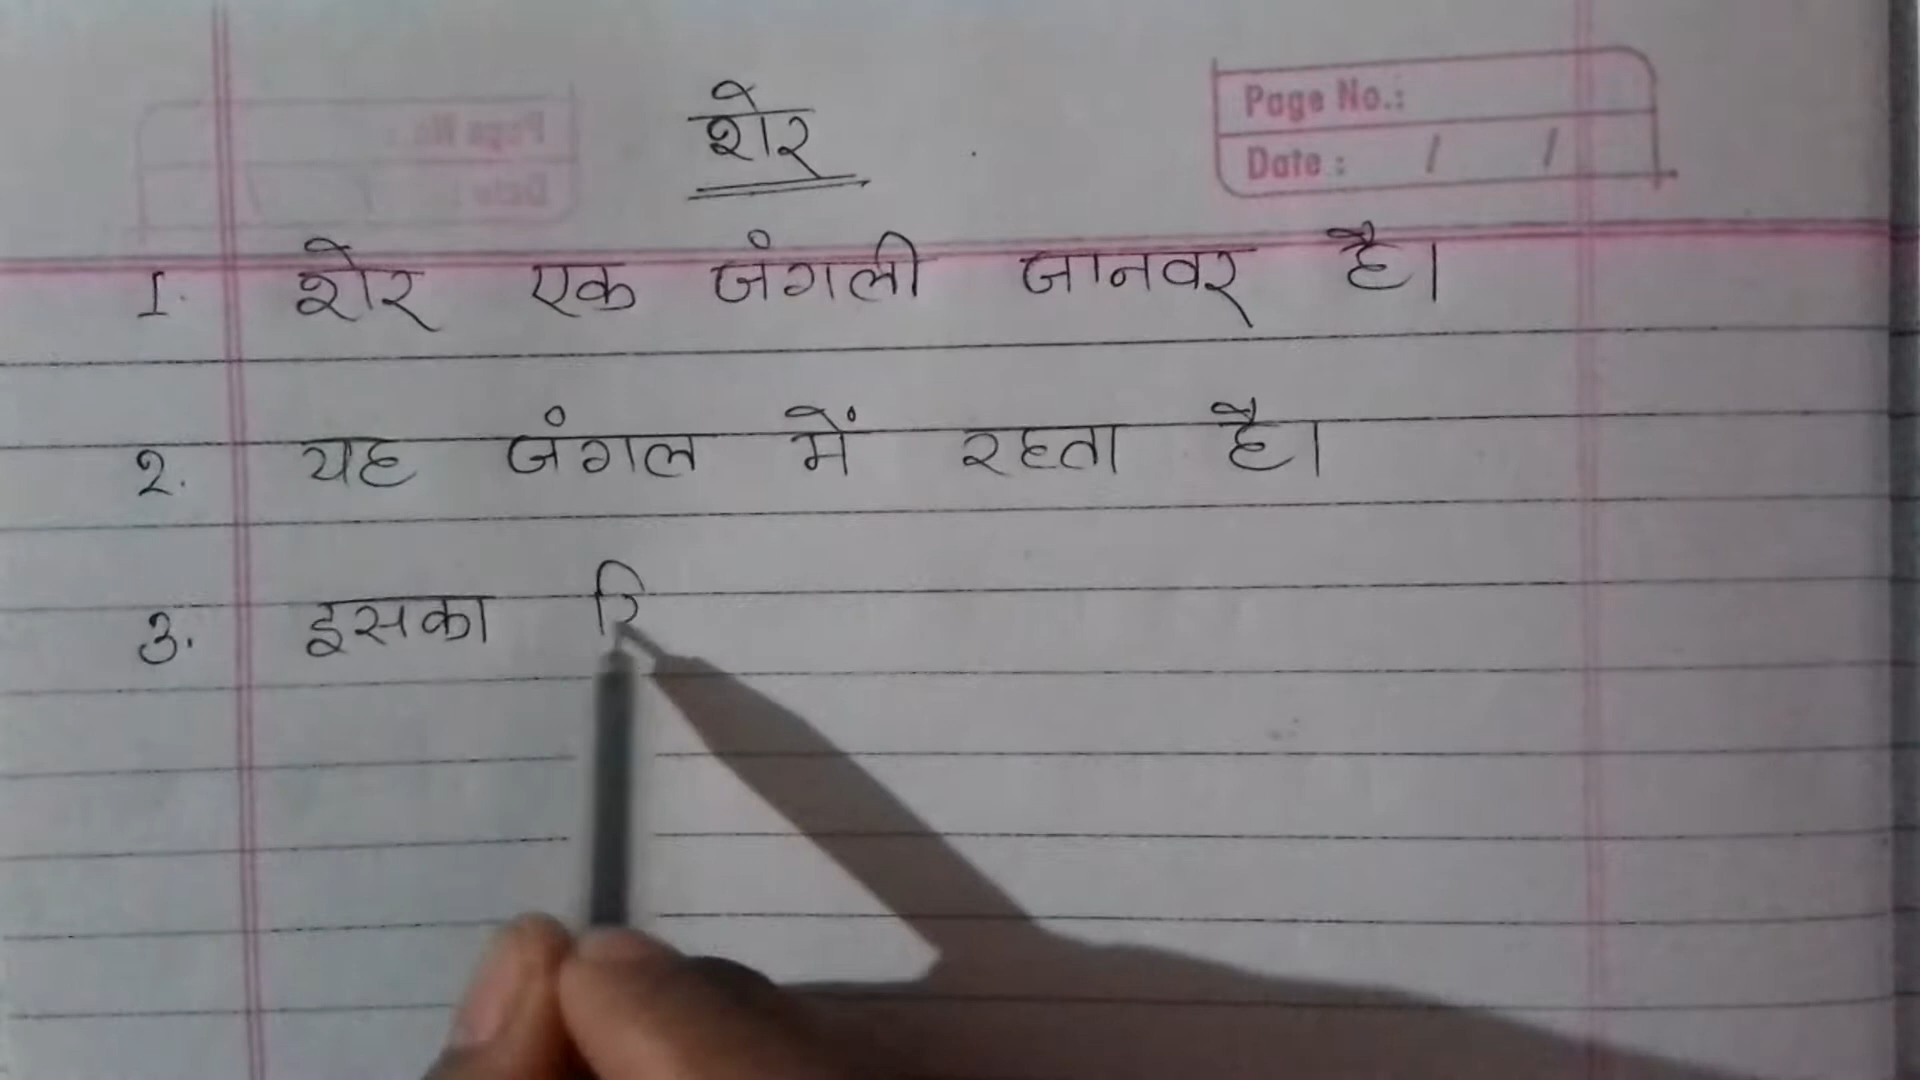 शेर
Page No.:
Date : / /
1. शेर एक जंगली जानवर है।
2. यह जंगल में रहता है।
3. इसका